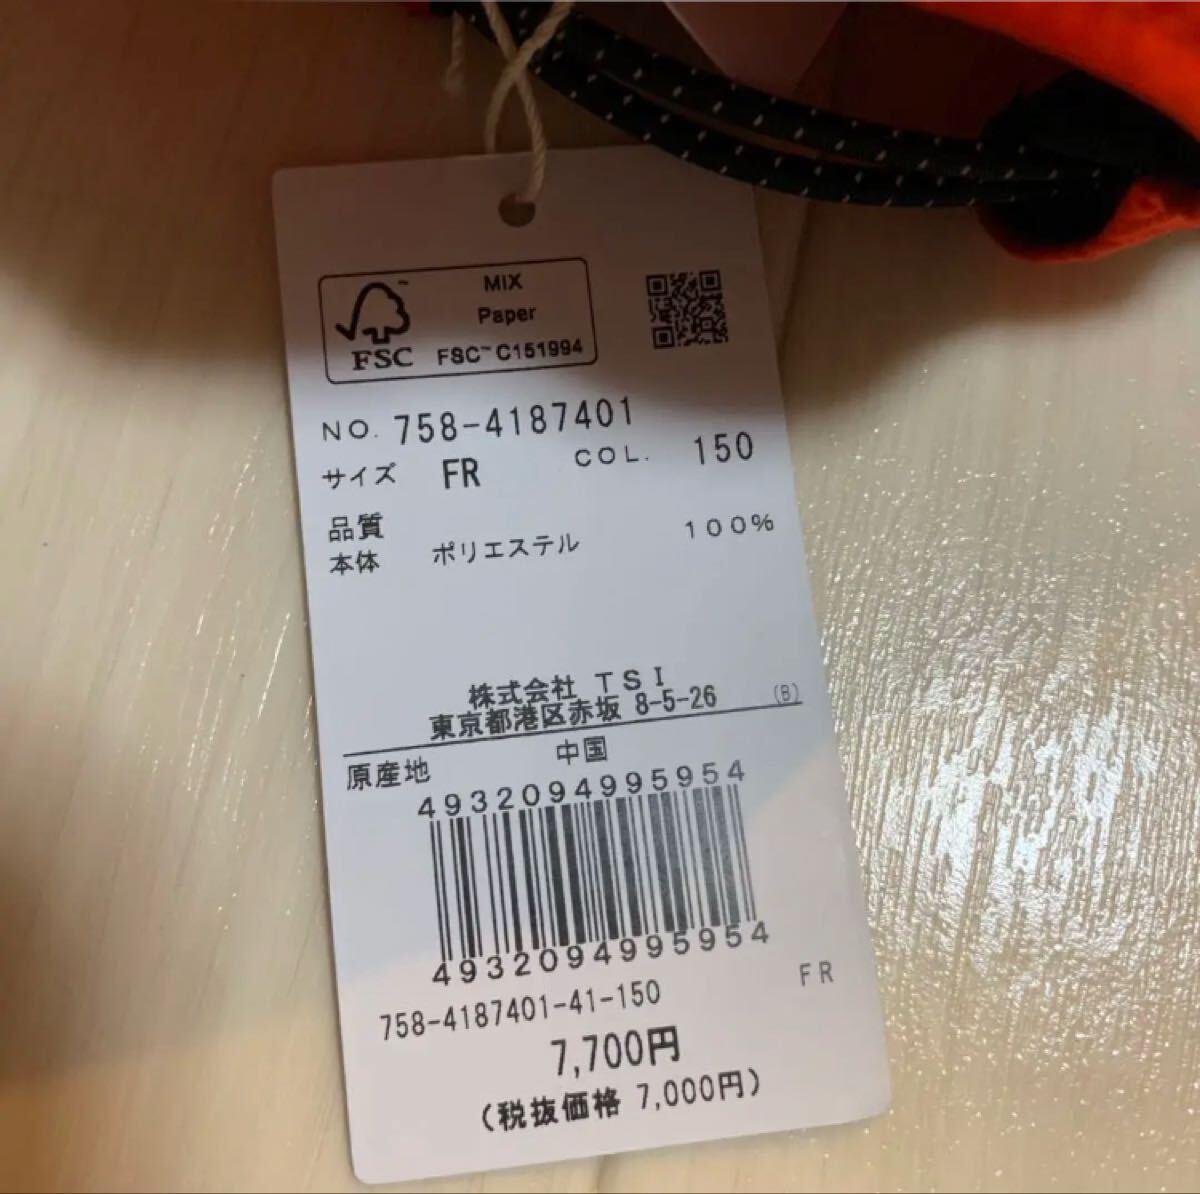 MIX
Paper
FSC FSC™ C151994
NO. 758-4187401
サイズ FR COL. 150
品質
本体 ポリエステル 100%
株式会社 TSI
東京都港区赤坂 8-5-26 (B)
原産地 中国
4932094995954
4932094995954
758-4187401-41-150 FR
7,700円
(税抜価格 7,000円)